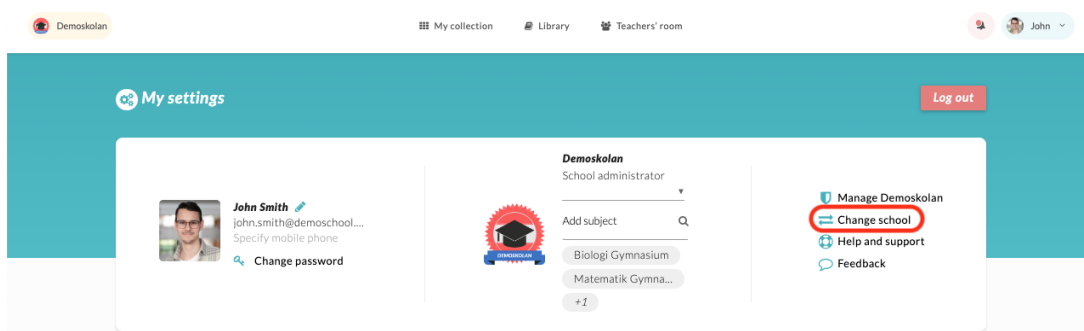 Demoskolan
My collection
Library
Teachers' room
John
My settings
Log out
John Smith
john.smith@demoschool....
Specify mobile phone
Change password
DEMOSKOLAN
Demoskolan
School administrator
Add subject
Biologi Gymnasium
Matematik Gymna...
+1
Manage Demoskolan
Change school
Help and support
Feedback